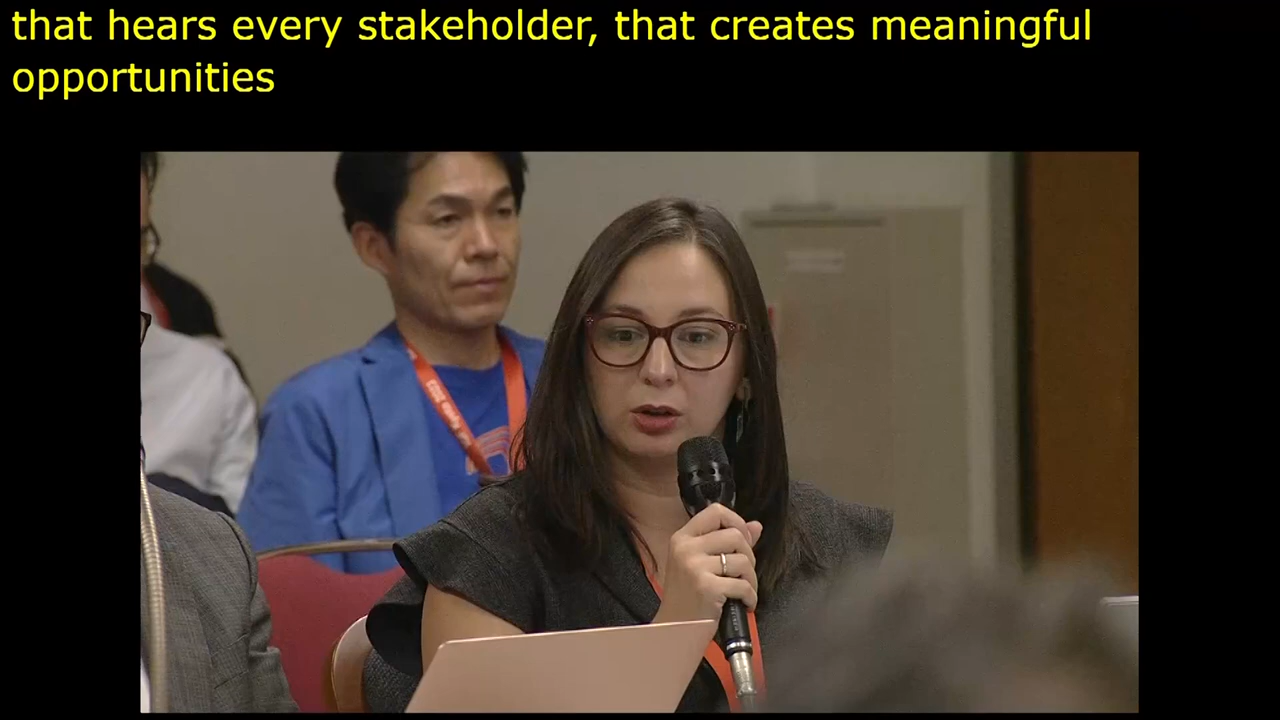 that hears every stakeholder, that creates meaningful
opportunities